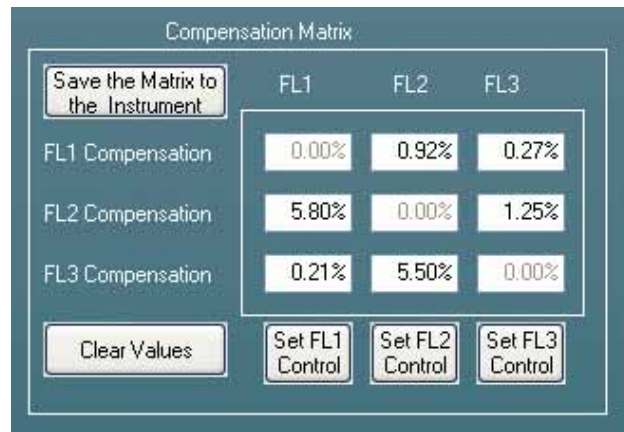 Compensation Matrix
Save the Matrix to
the Instrument
FL1 FL2 FL3
FL1 Compensation 0.00% 0.92% 0.27%
FL2 Compensation 5.80% 0.00% 1.25%
FL3 Compensation 0.21% 5.50% 0.00%
Clear Values
Set FL1
Control
Set FL2
Control
Set FL3
Control